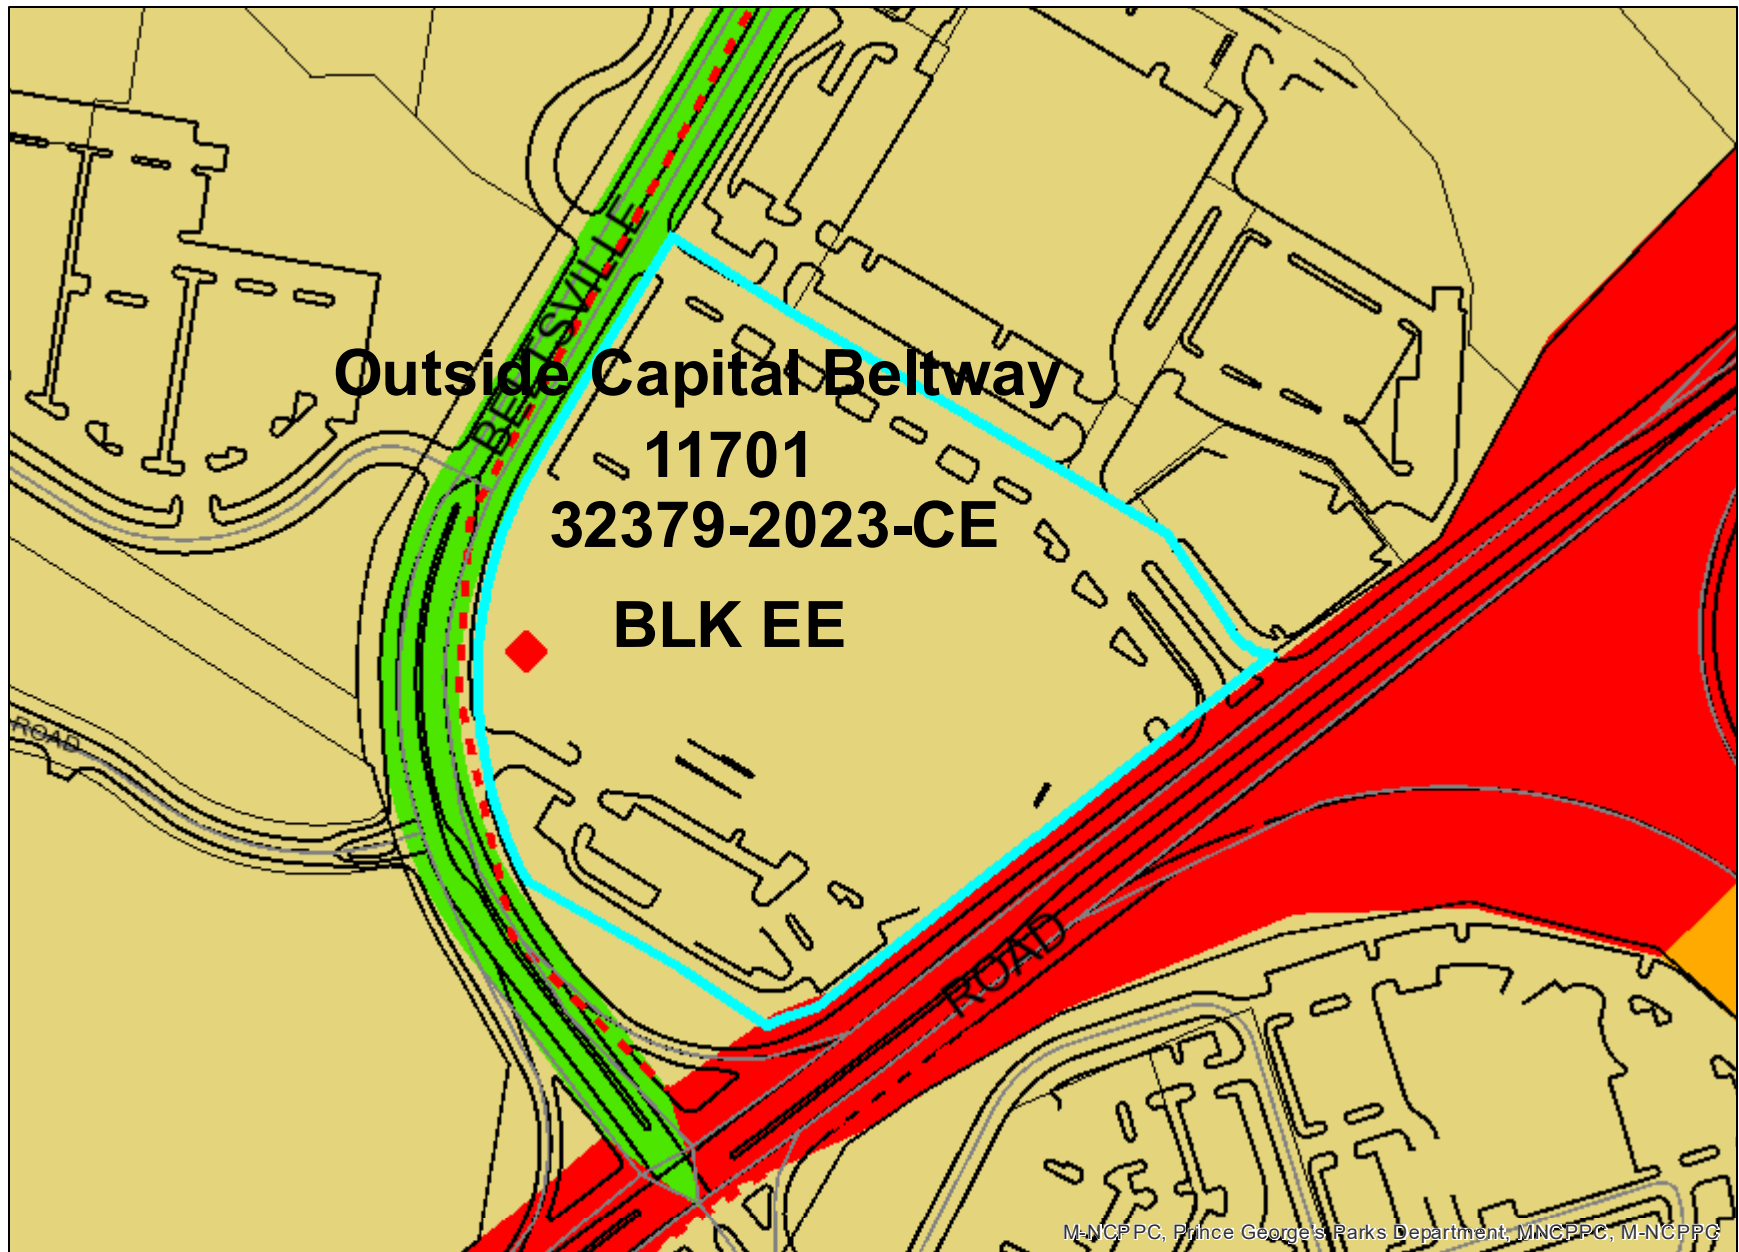 BELTSVILLE
Outside Capital Beltway
11701
32379-2023-CE
BLK EE
ROAD
ROAD
M-NCPPC, Prince George's Parks Department, MNCPPC, M-NCPPC